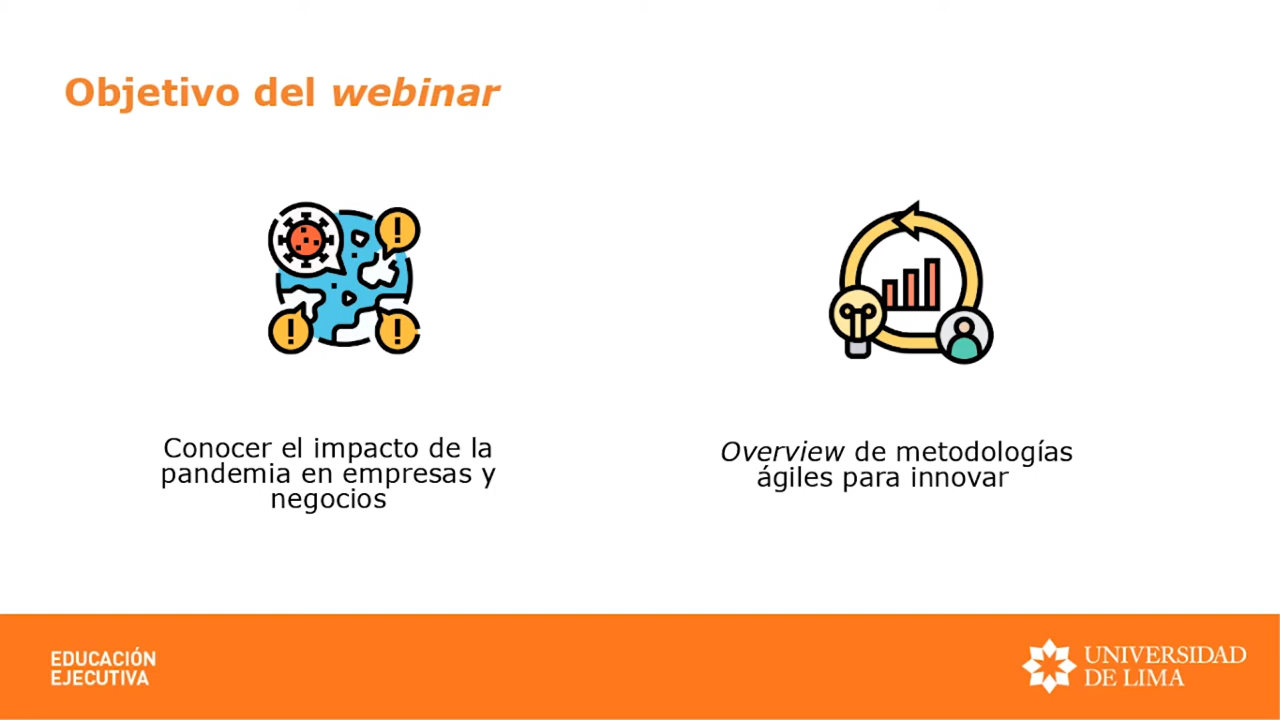 Objetivo del webinar
Conocer el impacto de la
pandemia en empresas y
negocios
Overview de metodologías
ágiles para innovar
EDUCACIÓN
EJECUTIVA
UNIVERSIDAD
DE LIMA